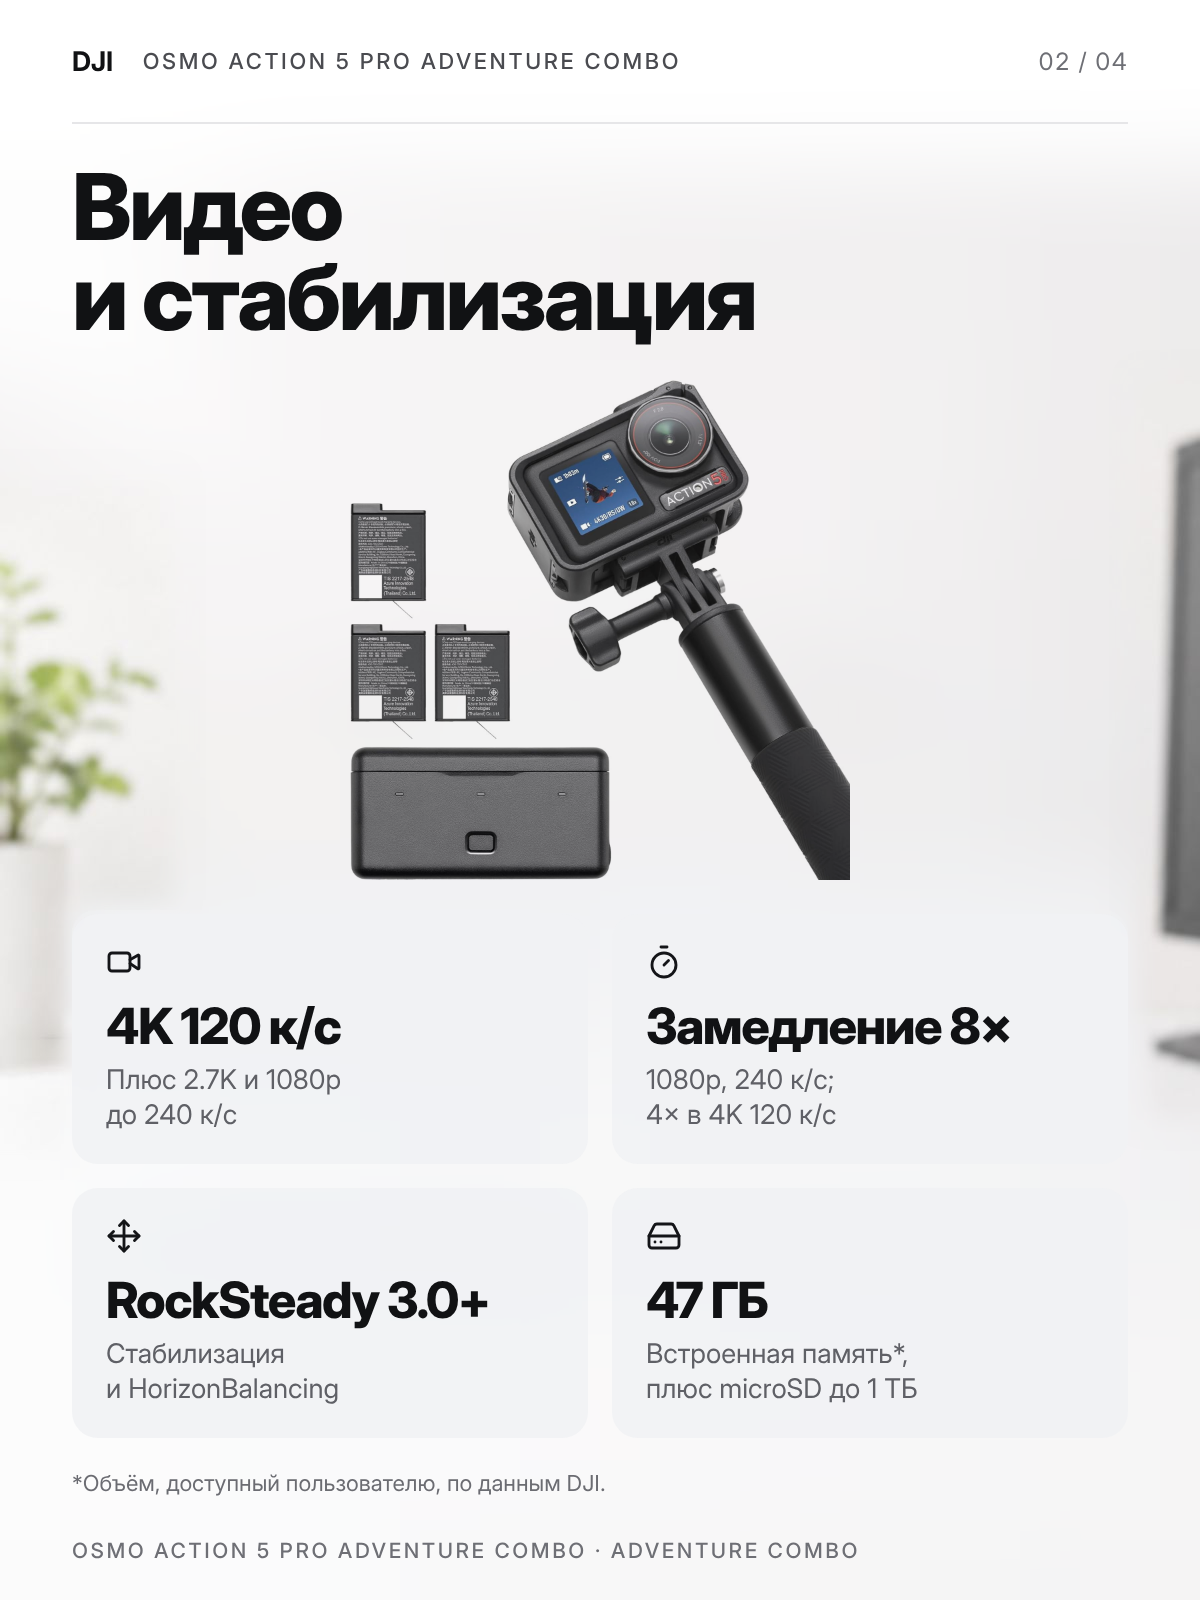 DJI OSMO ACTION 5 PRO ADVENTURE COMBO 02 / 04
Видео
и стабилизация
ACTION 5
4K 120 к/с
Плюс 2.7K и 1080p
до 240 к/с
Замедление 8×
1080p, 240 к/с;
4× в 4K 120 к/с
RockSteady 3.0+
Стабилизация
и HorizonBalancing
47 ГБ
Встроенная память*,
плюс microSD до 1 ТБ
*Объём, доступный пользователю, по данным DJI.
OSMO ACTION 5 PRO ADVENTURE COMBO · ADVENTURE COMBO